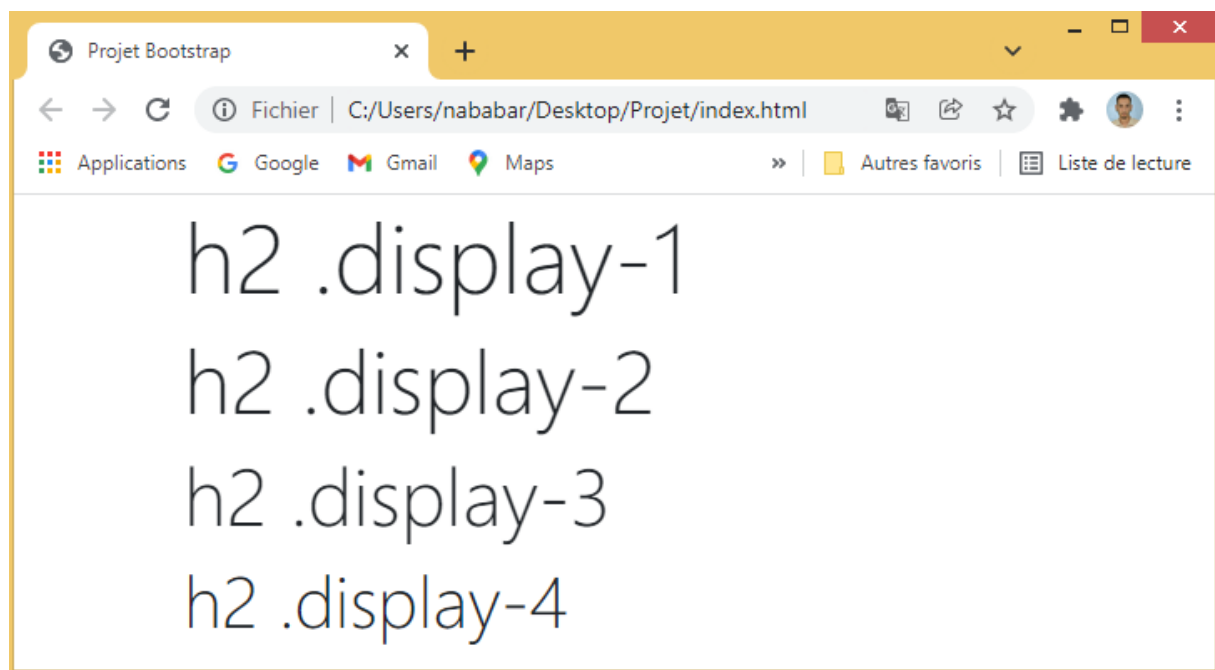 Projet Bootstrap
Fichier C:/Users/nababar/Desktop/Projet/index.html
Applications Google Gmail Maps » Autres favoris Liste de lecture
h2 .display-1
h2 .display-2
h2 .display-3
h2 .display-4